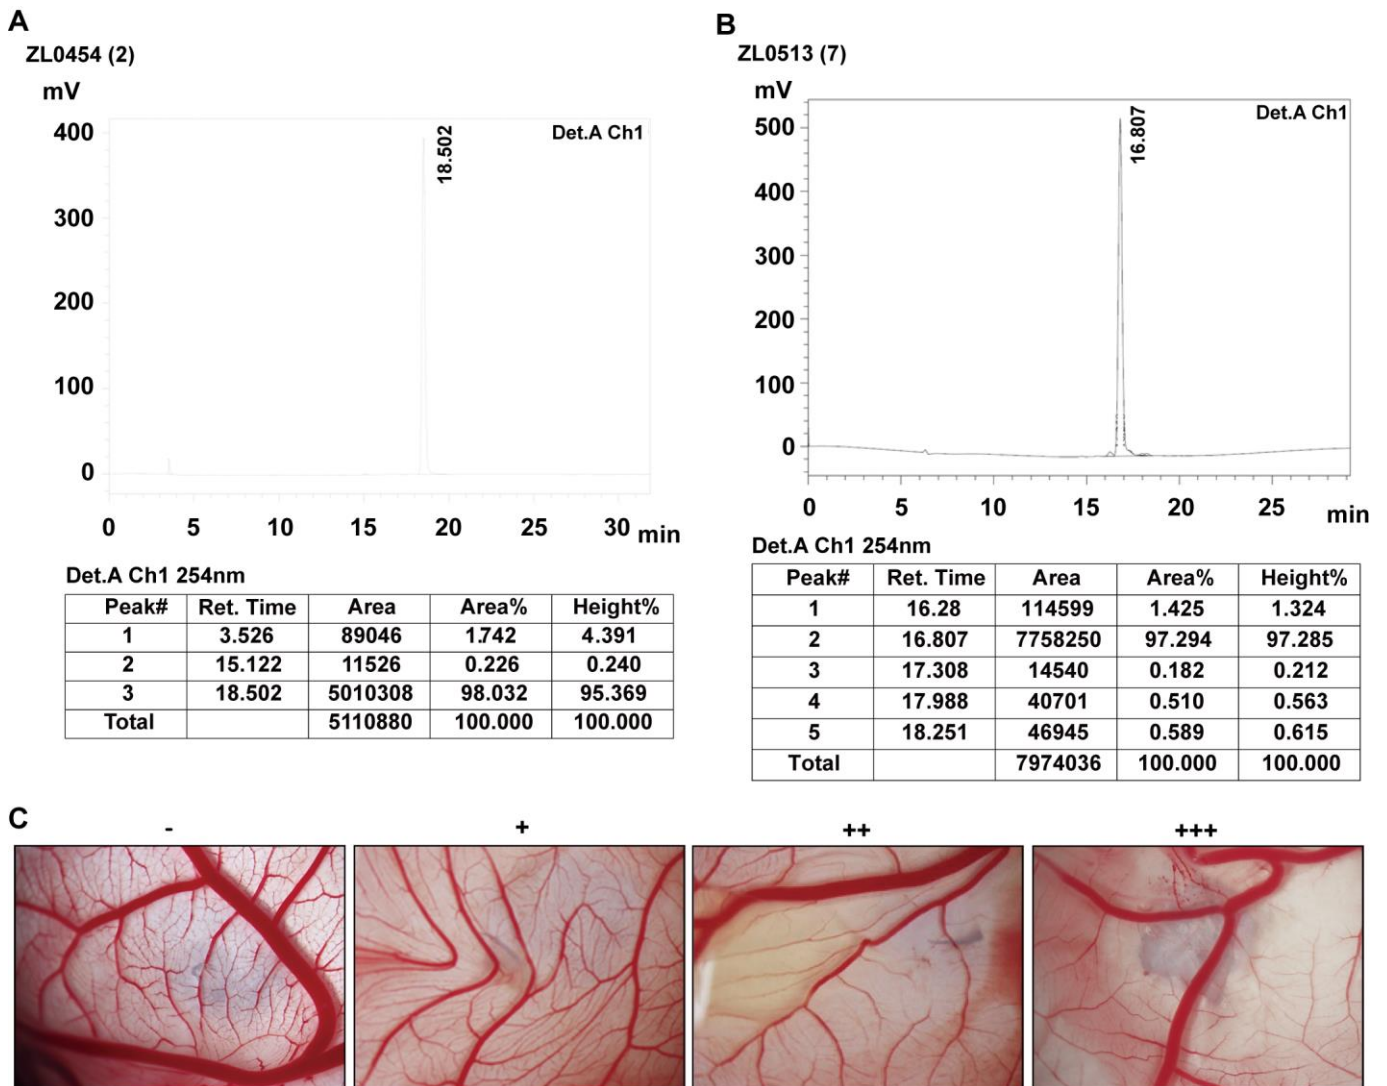 A
ZL0454 (2)
mV
Det.A Ch1
18.502
400
300
200
100
0
0 5 10 15 20 25 30 min
Det.A Ch1 254nm
Peak# Ret. Time Area Area% Height%
1 3.526 89046 1.742 4.391
2 15.122 11526 0.226 0.240
3 18.502 5010308 98.032 95.369
Total 5110880 100.000 100.000
B
ZL0513 (7)
mV
Det.A Ch1
16.807
500
400
300
200
100
0
0 5 10 15 20 25 min
Det.A Ch1 254nm
Peak# Ret. Time Area Area% Height%
1 16.28 114599 1.425 1.324
2 16.807 7758250 97.294 97.285
3 17.308 14540 0.182 0.212
4 17.988 40701 0.510 0.563
5 18.251 46945 0.589 0.615
Total 7974036 100.000 100.000
C
- + ++ +++